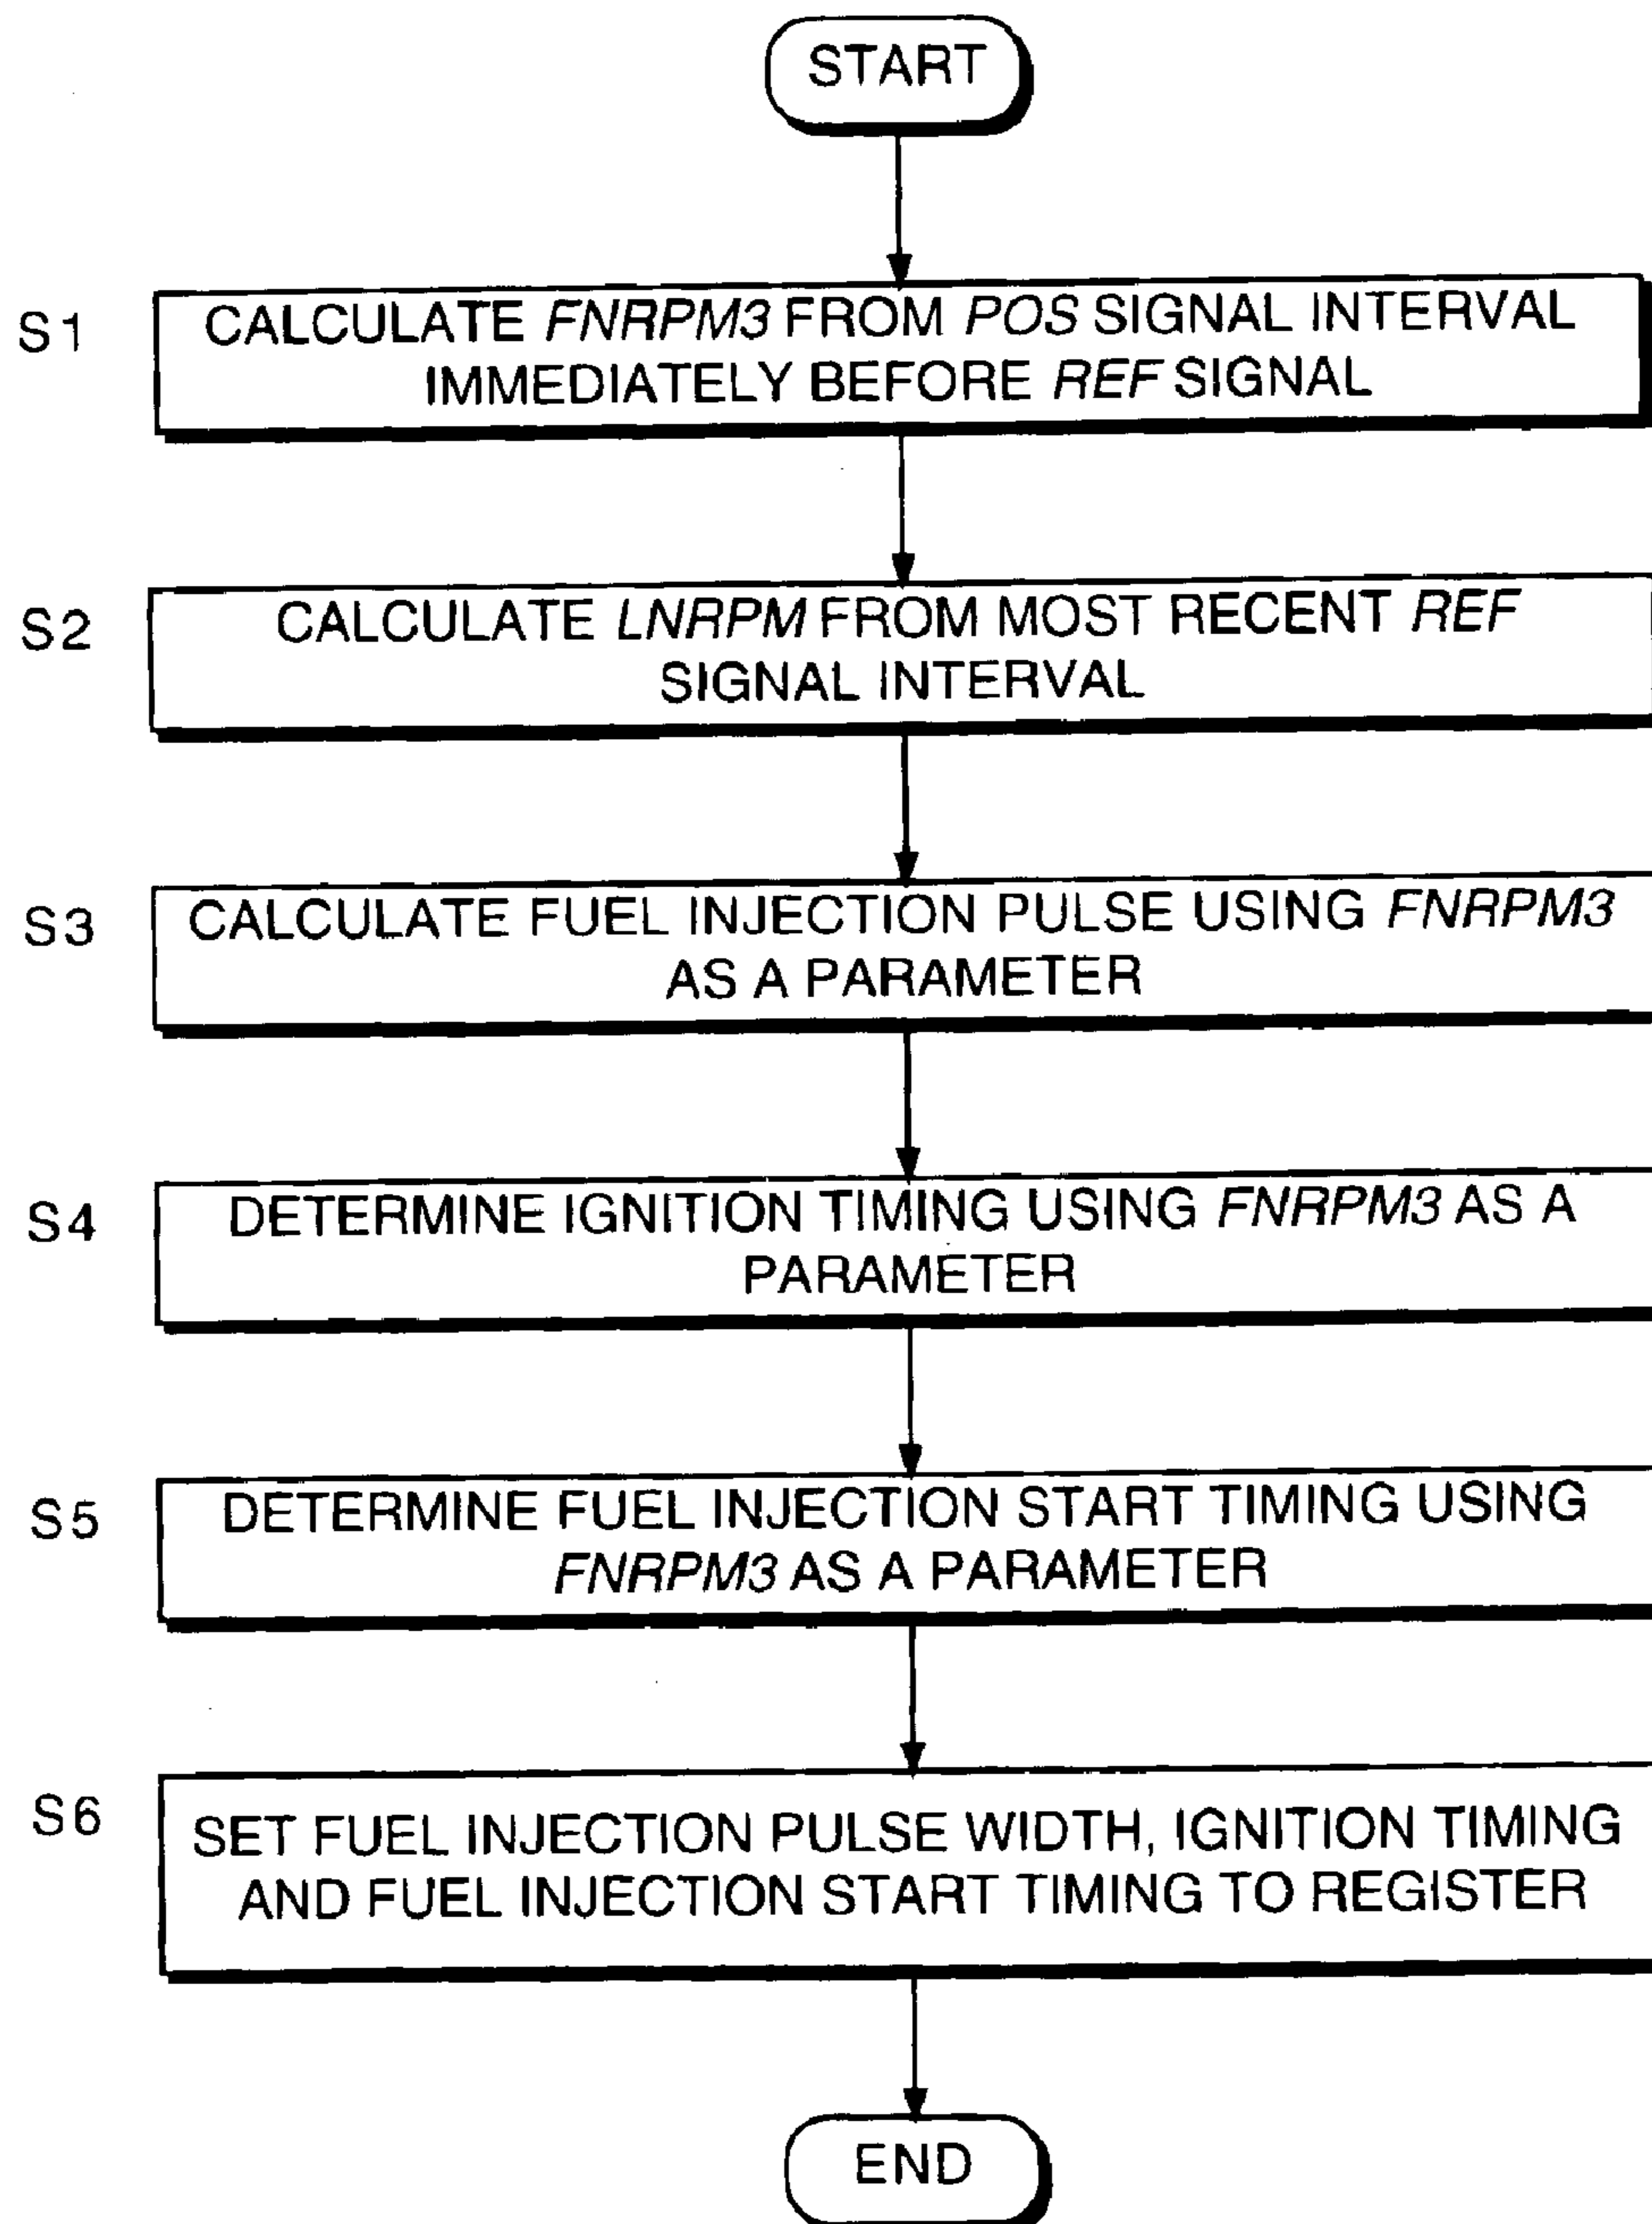 START
S1
CALCULATE FNRPM3 FROM POS SIGNAL INTERVAL
IMMEDIATELY BEFORE REF SIGNAL
S2
CALCULATE LNRPM FROM MOST RECENT REF
SIGNAL INTERVAL
S3
CALCULATE FUEL INJECTION PULSE USING FNRPM3
AS A PARAMETER
S4
DETERMINE IGNITION TIMING USING FNRPM3 AS A
PARAMETER
S5
DETERMINE FUEL INJECTION START TIMING USING
FNRPM3 AS A PARAMETER
S6
SET FUEL INJECTION PULSE WIDTH, IGNITION TIMING
AND FUEL INJECTION START TIMING TO REGISTER
END